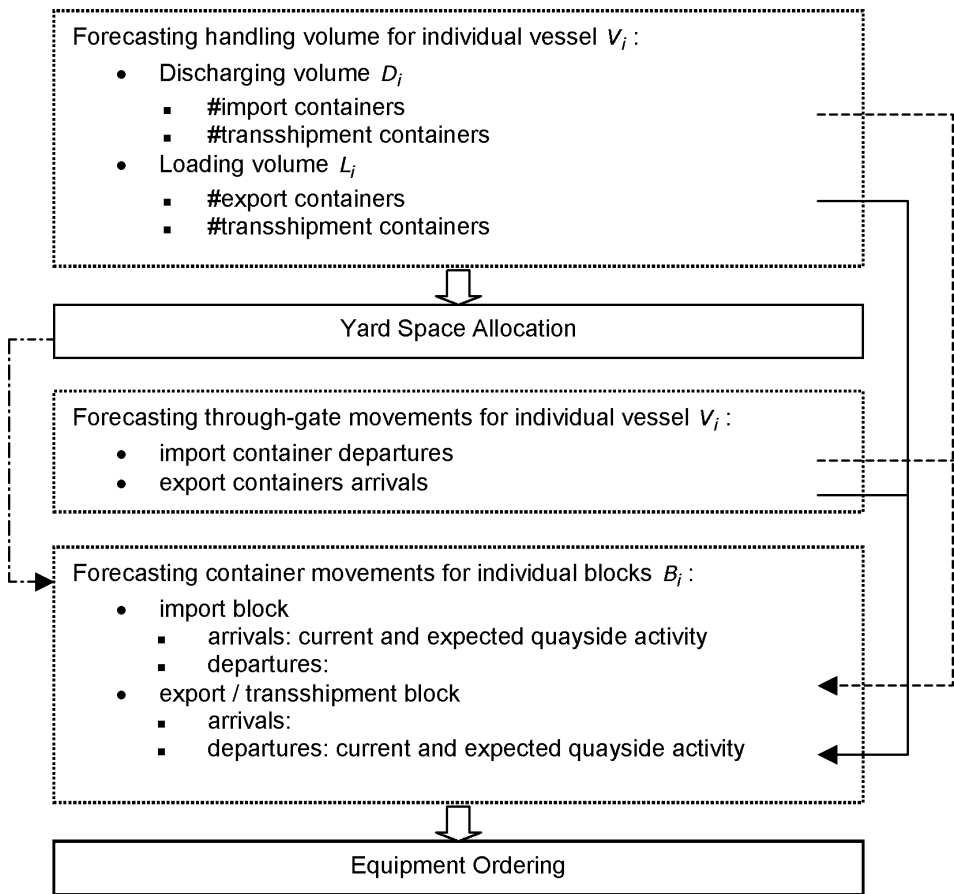 Forecasting handling volume for individual vessel Vi :
• Discharging volume Di
▪ #import containers
▪ #transshipment containers
• Loading volume Li
▪ #export containers
▪ #transshipment containers
Yard Space Allocation
Forecasting through-gate movements for individual vessel Vi :
• import container departures
• export containers arrivals
Forecasting container movements for individual blocks Bi :
• import block
▪ arrivals: current and expected quayside activity
▪ departures:
• export / transshipment block
▪ arrivals:
▪ departures: current and expected quayside activity
Equipment Ordering